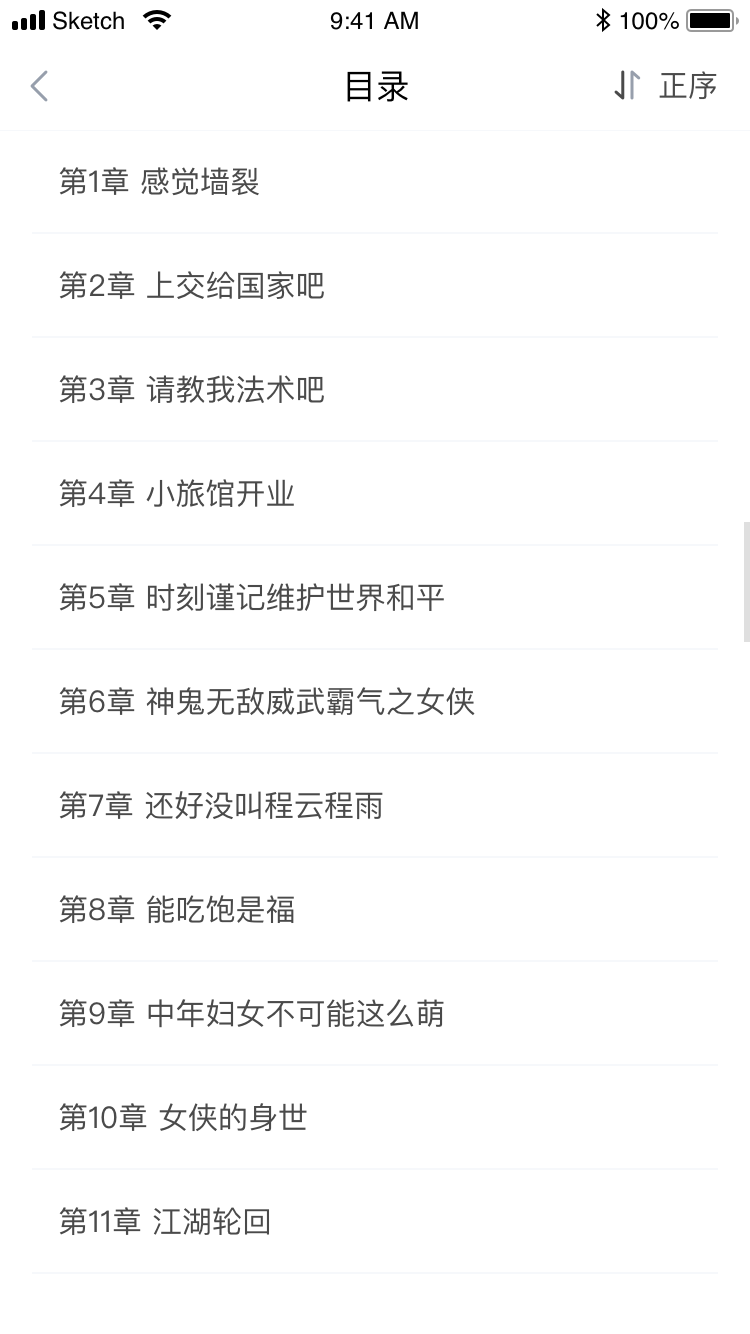 Sketch 9:41 AM 100%
目录 正序
第1章 感觉墙裂
第2章 上交给国家吧
第3章 请教我法术吧
第4章 小旅馆开业
第5章 时刻谨记维护世界和平
第6章 神鬼无敌威武霸气之女侠
第7章 还好没叫程云程雨
第8章 能吃饱是福
第9章 中年妇女不可能这么萌
第10章 女侠的身世
第11章 江湖轮回